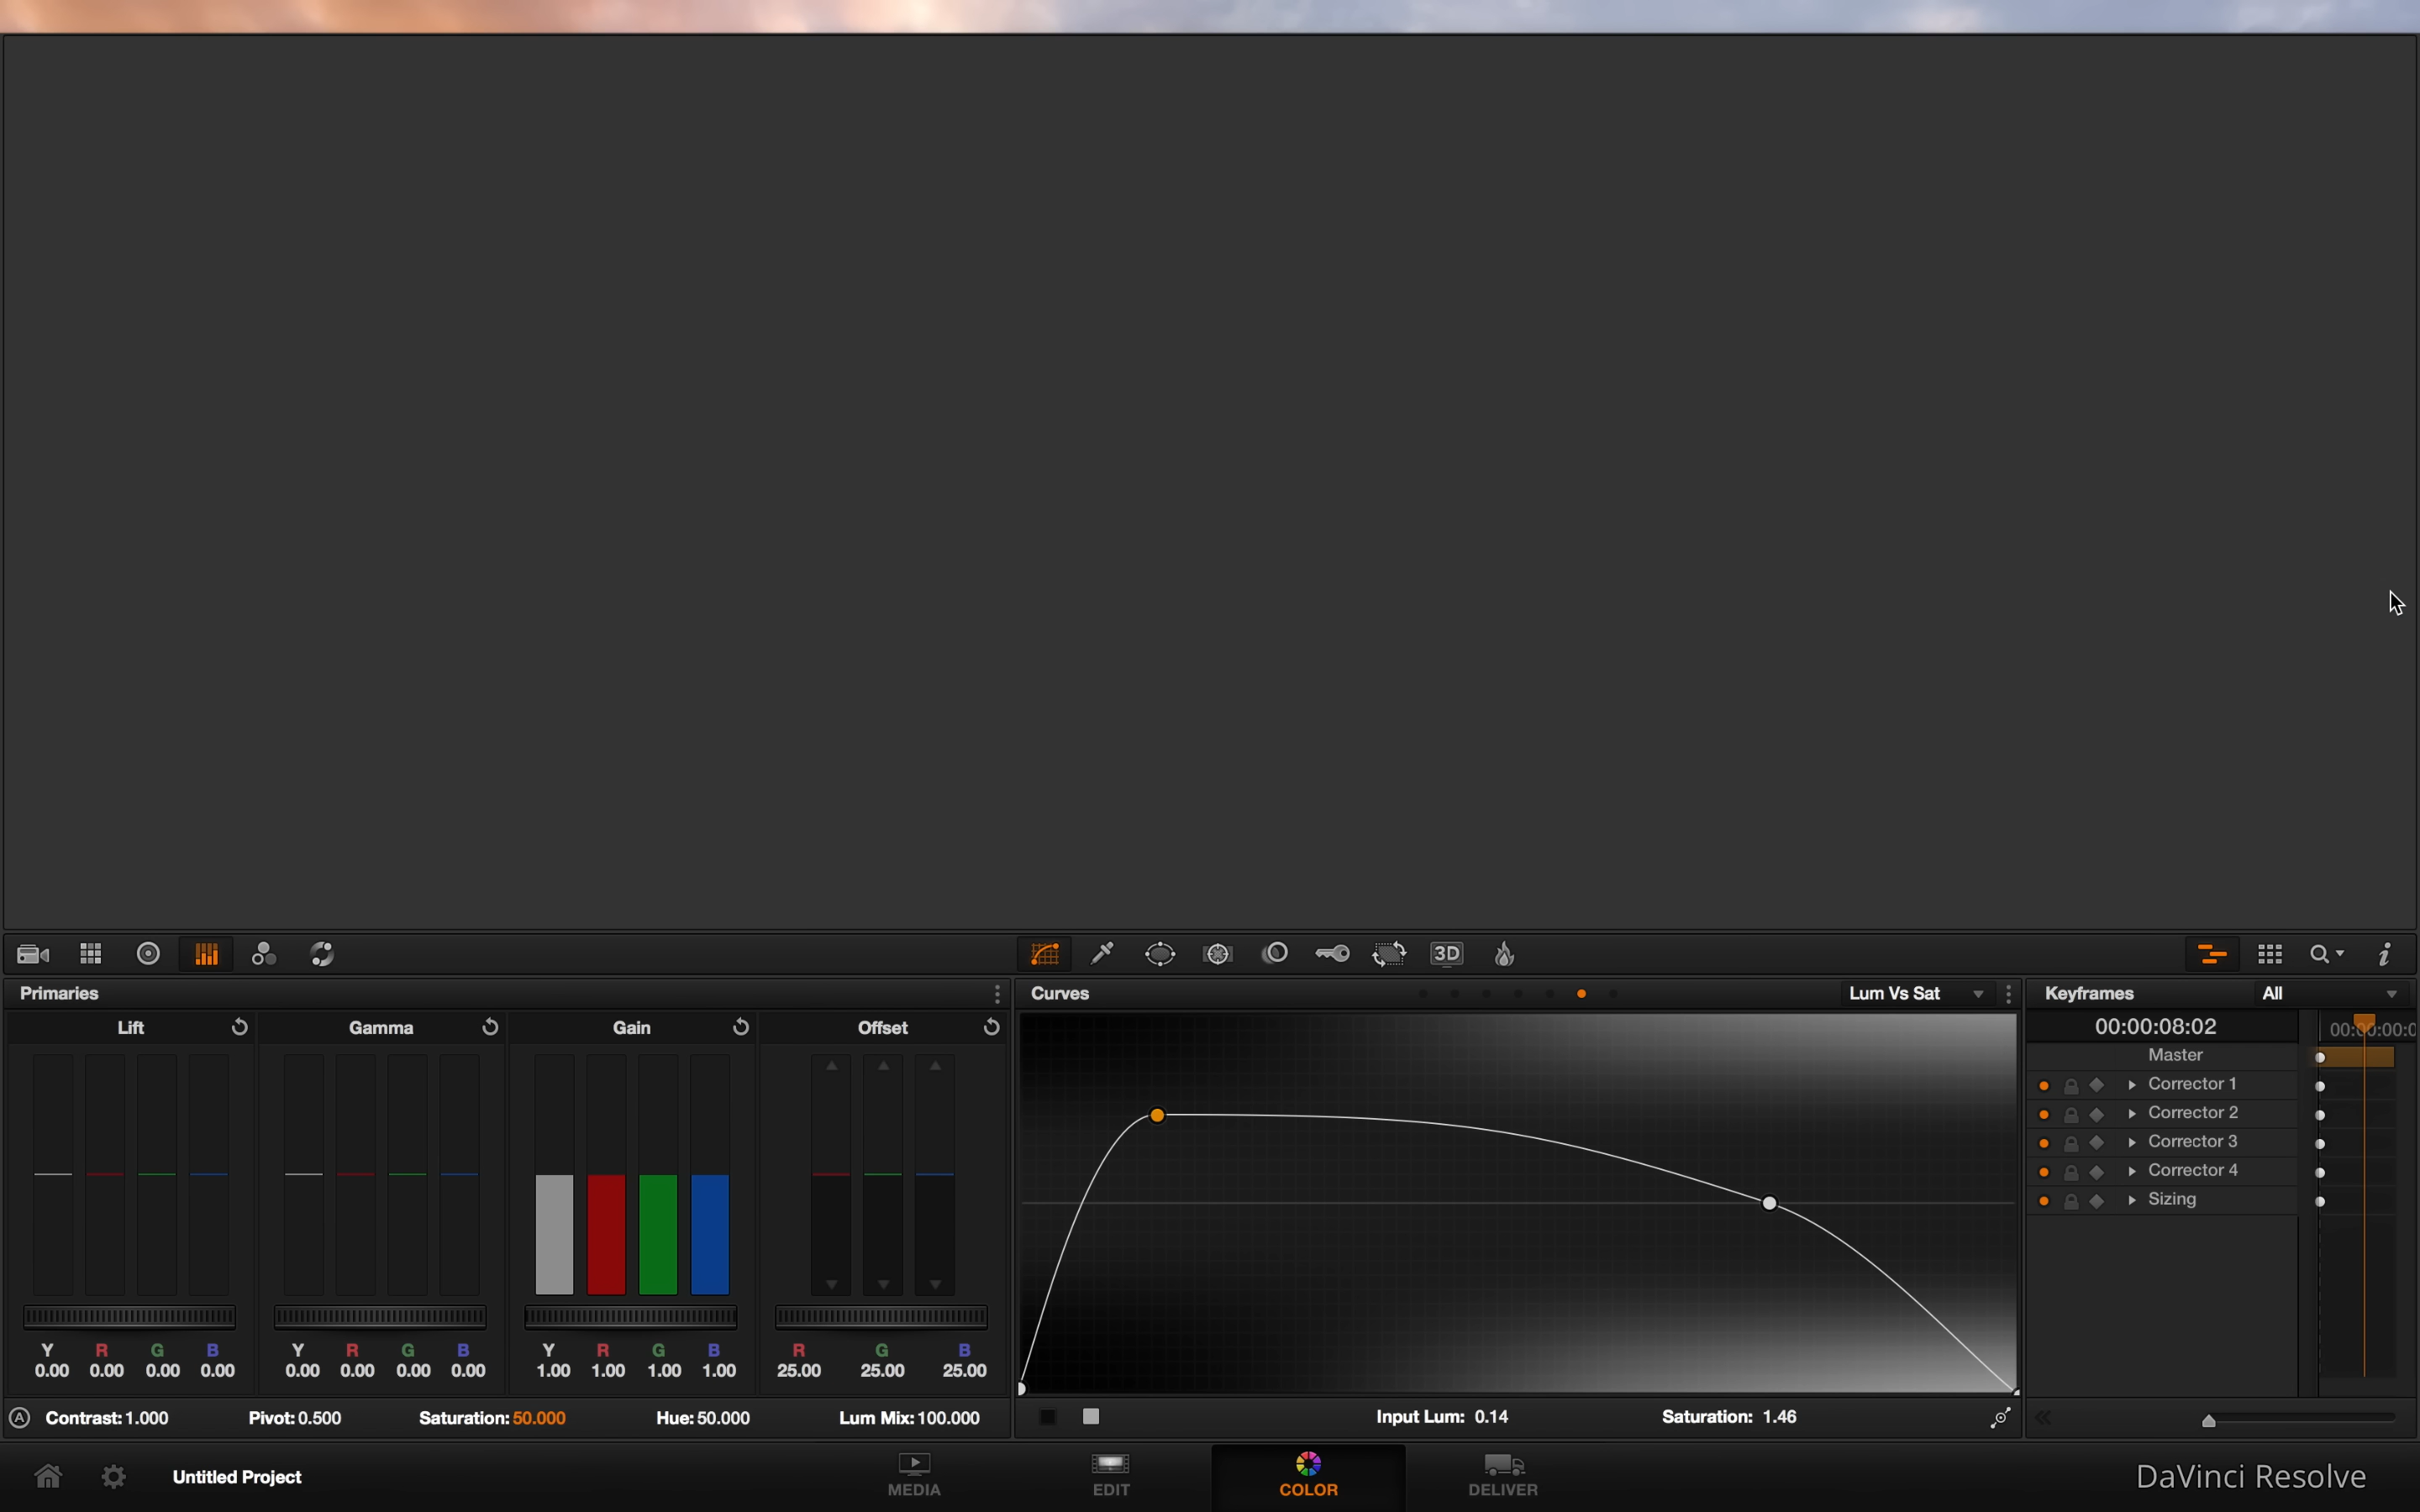 3D
Primaries
Curves
Lum Vs Sat
Keyframes
All
Lift
Gamma
Gain
Offset
00:00:08:02
Master
Corrector 1
Corrector 2
Corrector 3
Corrector 4
Sizing
Y R G B
0.00 0.00 0.00 0.00
Y R G B
0.00 0.00 0.00 0.00
Y R G B
1.00 1.00 1.00 1.00
R G B
25.00 25.00 25.00
A Contrast: 1.000 Pivot: 0.500 Saturation: 50.000 Hue: 50.000 Lum Mix: 100.000
Input Lum: 0.14 Saturation: 1.46
Untitled Project
MEDIA
EDIT
COLOR
DELIVER
DaVinci Resolve